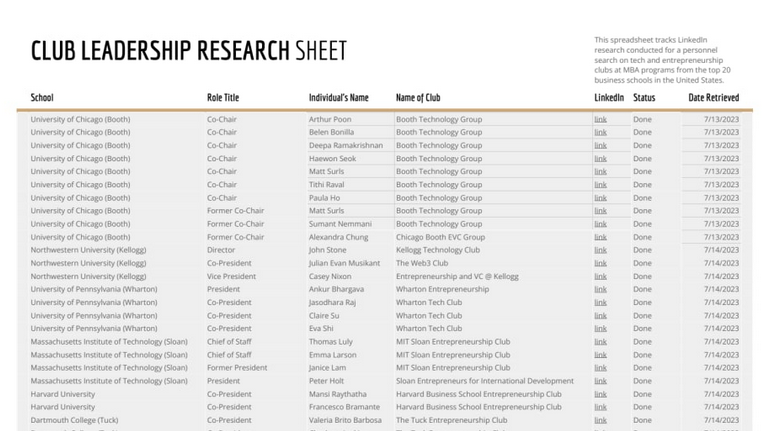 CLUB LEADERSHIP RESEARCH SHEET
This spreadsheet tracks LinkedIn
research conducted for a personnel
search on tech and entrepreneurship
clubs at MBA programs from the top 20
business schools in the United States.
School Role Title Individual's Name Name of Club LinkedIn Status Date Retrieved
University of Chicago (Booth) Co-Chair Arthur Poon Booth Technology Group link Done 7/13/2023
University of Chicago (Booth) Co-Chair Belen Bonilla Booth Technology Group link Done 7/13/2023
University of Chicago (Booth) Co-Chair Deepa Ramakrishnan Booth Technology Group link Done 7/13/2023
University of Chicago (Booth) Co-Chair Haewon Seok Booth Technology Group link Done 7/13/2023
University of Chicago (Booth) Co-Chair Matt Surls Booth Technology Group link Done 7/13/2023
University of Chicago (Booth) Co-Chair Tithi Raval Booth Technology Group link Done 7/13/2023
University of Chicago (Booth) Co-Chair Paula Ho Booth Technology Group link Done 7/13/2023
University of Chicago (Booth) Former Co-Chair Matt Surls Booth Technology Group link Done 7/13/2023
University of Chicago (Booth) Former Co-Chair Sumant Nemmani Booth Technology Group link Done 7/13/2023
University of Chicago (Booth) Former Co-Chair Alexandra Chung Chicago Booth EVC Group link Done 7/13/2023
Northwestern University (Kellogg) Director John Stone Kellogg Technology Club link Done 7/14/2023
Northwestern University (Kellogg) Co-President Julian Evan Musikant The Web3 Club link Done 7/14/2023
Northwestern University (Kellogg) Vice President Casey Nixon Entrepreneurship and VC @ Kellogg link Done 7/14/2023
University of Pennsylvania (Wharton) President Ankur Bhargava Wharton Entrepreneurship link Done 7/14/2023
University of Pennsylvania (Wharton) Co-President Jasodhara Raj Wharton Tech Club link Done 7/14/2023
University of Pennsylvania (Wharton) Co-President Claire Su Wharton Tech Club link Done 7/14/2023
University of Pennsylvania (Wharton) Co-President Eva Shi Wharton Tech Club link Done 7/14/2023
Massachusetts Institute of Technology (Sloan) Chief of Staff Thomas Luly MIT Sloan Entrepreneurship Club link Done 7/14/2023
Massachusetts Institute of Technology (Sloan) Chief of Staff Emma Larson MIT Sloan Entrepreneurship Club link Done 7/14/2023
Massachusetts Institute of Technology (Sloan) Former President Janice Lam MIT Sloan Entrepreneurship Club link Done 7/14/2023
Massachusetts Institute of Technology (Sloan) President Peter Holt Sloan Entrepreneurs for International Development link Done 7/14/2023
Harvard University Co-President Mansi Raythatha Harvard Business School Entrepreneurship Club link Done 7/14/2023
Harvard University Co-President Francesco Bramante Harvard Business School Entrepreneurship Club link Done 7/14/2023
Dartmouth College (Tuck) Co-President Valeria Brito Barbosa The Tuck Entrepreneurship Club link Done 7/14/2023